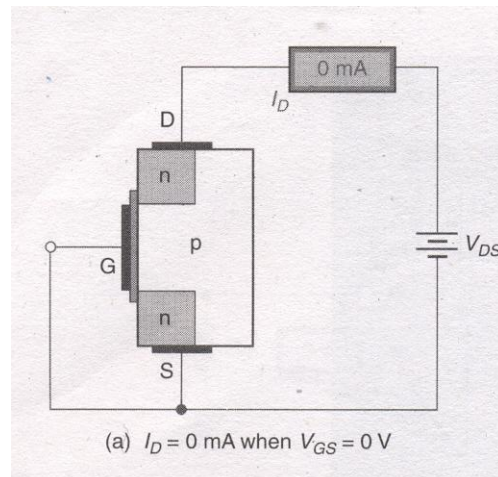 0 mA
I_D
D
n
p
V_DS
G
n
S
(a) I_D = 0 mA when V_GS = 0 V